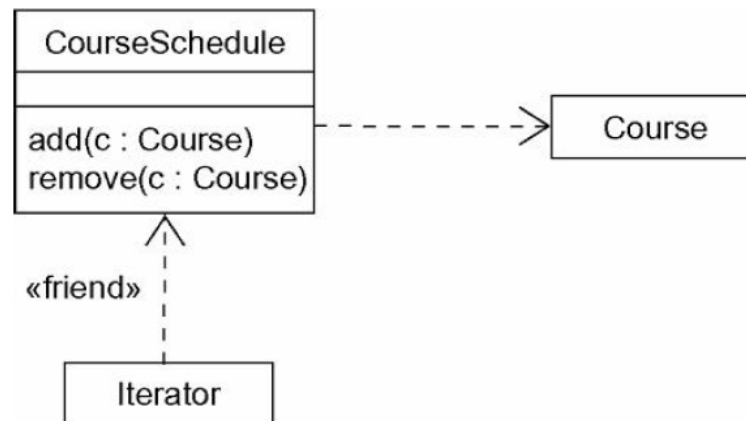 CourseSchedule
add(c : Course)
remove(c : Course)
Course
«friend»
Iterator